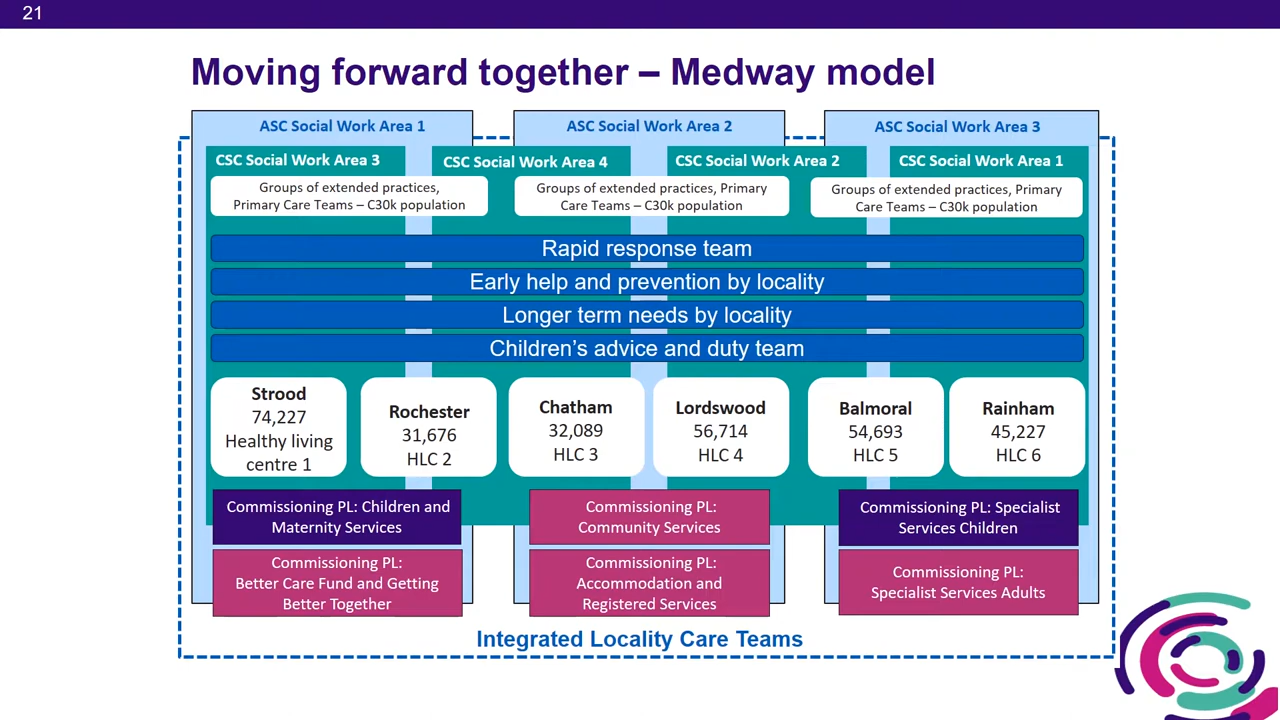 21
Moving forward together – Medway model
ASC Social Work Area 1
ASC Social Work Area 2
ASC Social Work Area 3
CSC Social Work Area 3
CSC Social Work Area 4
CSC Social Work Area 2
CSC Social Work Area 1
Groups of extended practices,
Primary Care Teams – C30k population
Groups of extended practices, Primary
Care Teams – C30k population
Groups of extended practices, Primary
Care Teams – C30k population
Rapid response team
Early help and prevention by locality
Longer term needs by locality
Children’s advice and duty team
Strood
74,227
Healthy living
centre 1
Rochester
31,676
HLC 2
Chatham
32,089
HLC 3
Lordswood
56,714
HLC 4
Balmoral
54,693
HLC 5
Rainham
45,227
HLC 6
Commissioning PL: Children and
Maternity Services
Commissioning PL:
Community Services
Commissioning PL: Specialist
Services Children
Commissioning PL:
Better Care Fund and Getting
Better Together
Commissioning PL:
Accommodation and
Registered Services
Commissioning PL:
Specialist Services Adults
Integrated Locality Care Teams